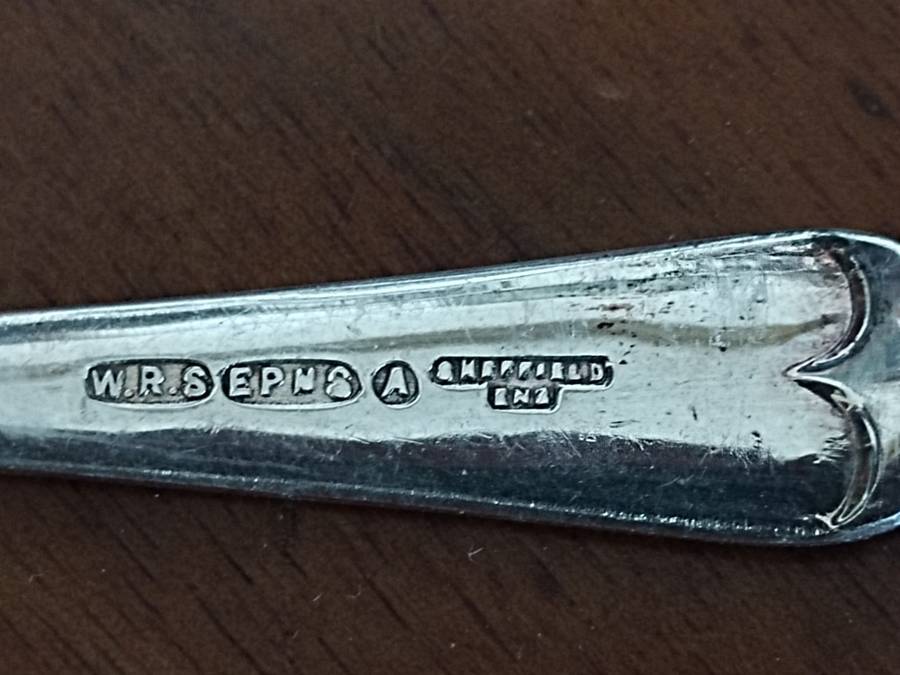 W.R.S EPNS A SHEFFIELD
ENG